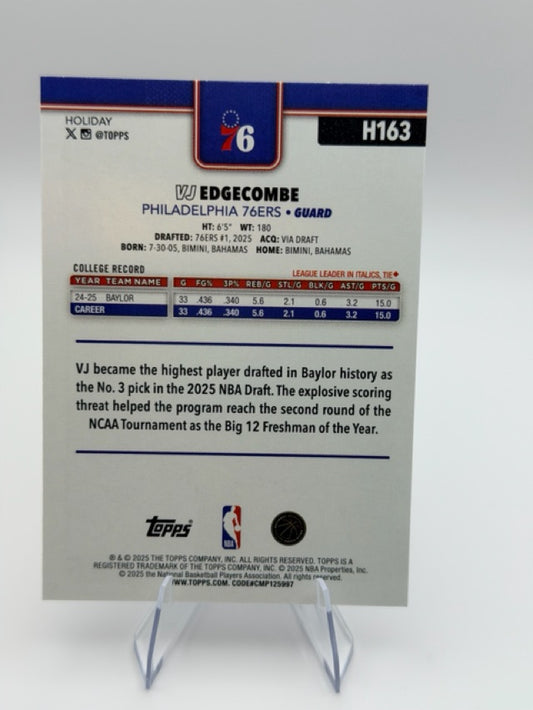 HOLIDAY
X @TOPPS
76
H163
VJ EDGECOMBE
PHILADELPHIA 76ERS • GUARD
HT: 6'5" WT: 180
DRAFTED: 76ERS #1, 2025 ACQ: VIA DRAFT
BORN: 7-30-05, BIMINI, BAHAMAS HOME: BIMINI, BAHAMAS
COLLEGE RECORD
LEAGUE LEADER IN ITALICS, TIE♦
YEAR TEAM NAME G FG% 3P% REB/G STL/G BLK/G AST/G PTS/G
24-25 BAYLOR 33 .436 .340 5.6 2.1 0.6 3.2 15.0
CAREER 33 .436 .340 5.6 2.1 0.6 3.2 15.0
VJ became the highest player drafted in Baylor history as
the No. 3 pick in the 2025 NBA Draft. The explosive scoring
threat helped the program reach the second round of the
NCAA Tournament as the Big 12 Freshman of the Year.
Topps
NBA
® & © 2025 THE TOPPS COMPANY, INC. ALL RIGHTS RESERVED. TOPPS IS A
REGISTERED TRADEMARK OF THE TOPPS COMPANY, INC. © 2025 NBA Properties, Inc.
© 2025 the National Basketball Players Association. All rights reserved.
WWW.TOPPS.COM. CODE#CMP125997